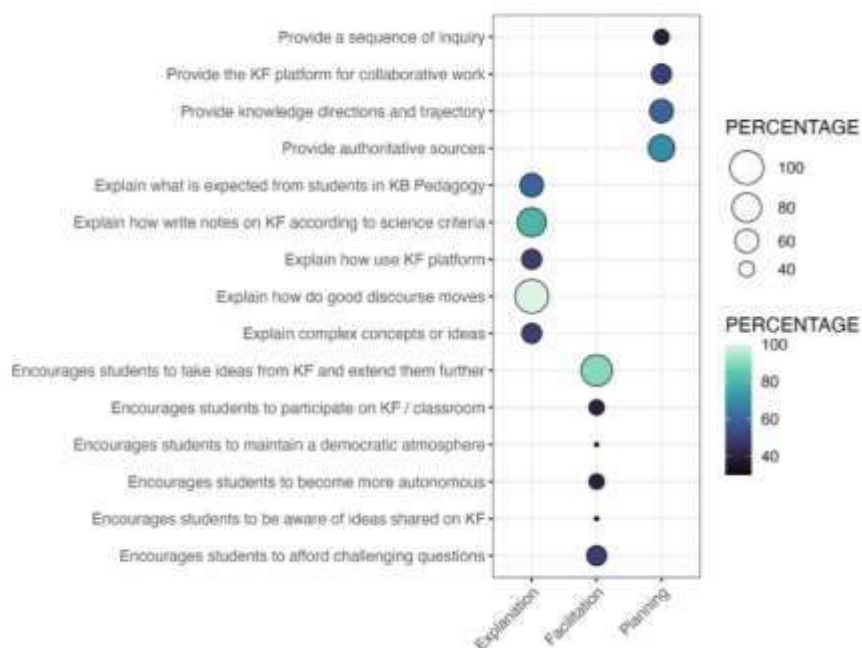 Provide a sequence of inquiry
Provide the KF platform for collaborative work
Provide knowledge directions and trajectory
Provide authoritative sources
Explain what is expected from students in KB Pedagogy
Explain how write notes on KF according to science criteria
Explain how use KF platform
Explain how do good discourse moves
Explain complex concepts or ideas
Encourages students to take ideas from KF and extend them further
Encourages students to participate on KF / classroom
Encourages students to maintain a democratic atmosphere
Encourages students to become more autonomous
Encourages students to be aware of ideas shared on KF
Encourages students to afford challenging questions
Explanation
Facilitation
Planning
PERCENTAGE
100
80
60
40
PERCENTAGE
100
80
60
40